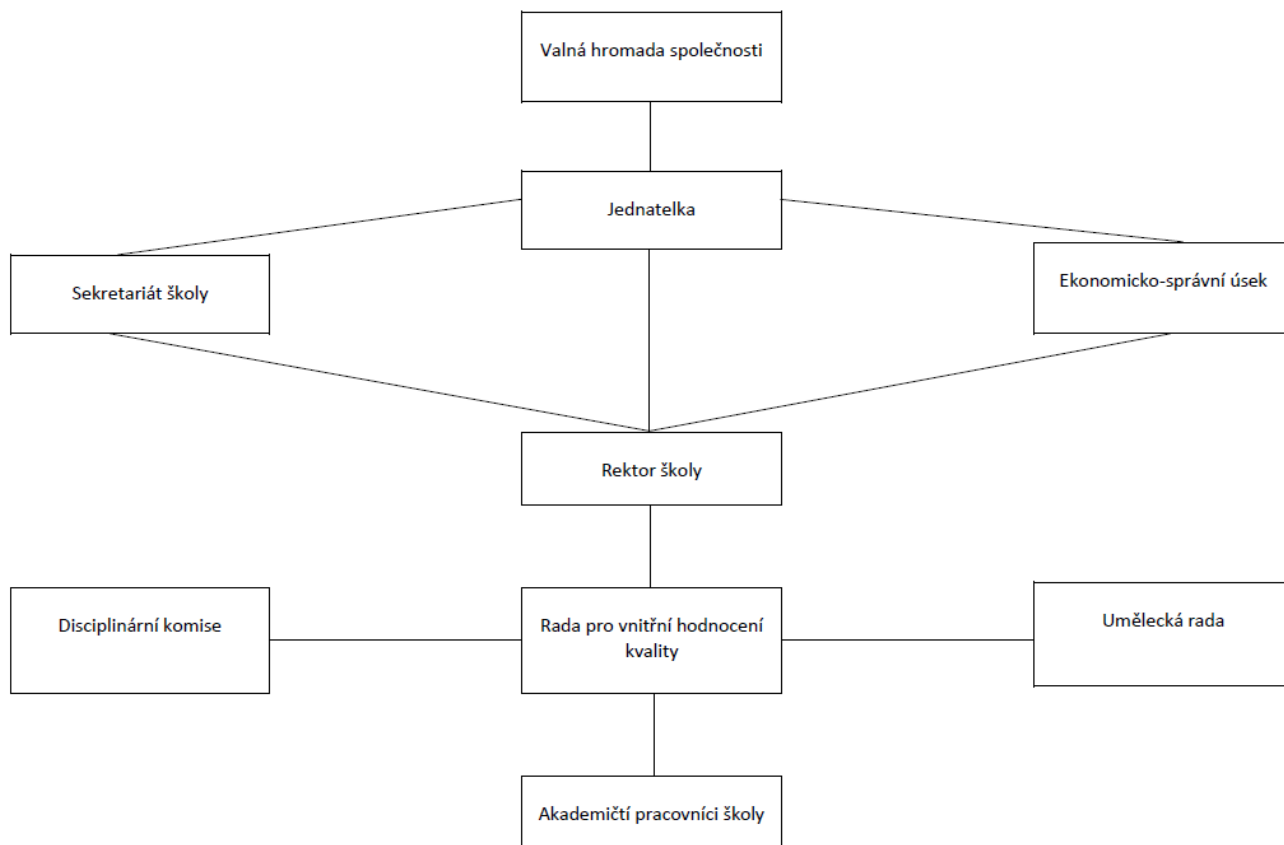 Valná hromada společnosti
Jednatelka
Sekretariát školy
Ekonomicko-správní úsek
Rektor školy
Disciplinární komise
Rada pro vnitřní hodnocení
kvality
Umělecká rada
Akademičtí pracovníci školy